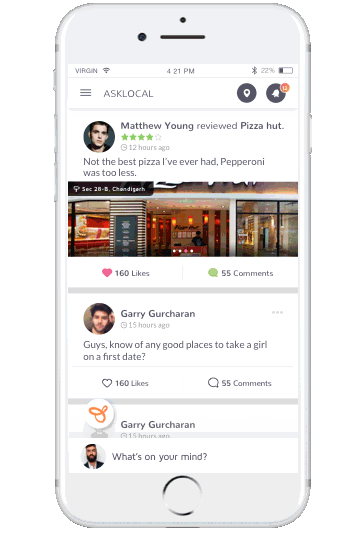 VIRGIN 4 21 PM 22%
ASKLOCAL 12
Matthew Young reviewed Pizza hut.
12 hours ago
Not the best pizza I've ever had, Pepperoni
was too less.
Sec 28-B, Chandigarh
160 Likes 55 Comments
Garry Gurcharan
15 hours ago
Guys, know of any good places to take a girl
on a first date?
160 Likes 55 Comments
Garry Gurcharan
15 hours ago
What's on your mind?